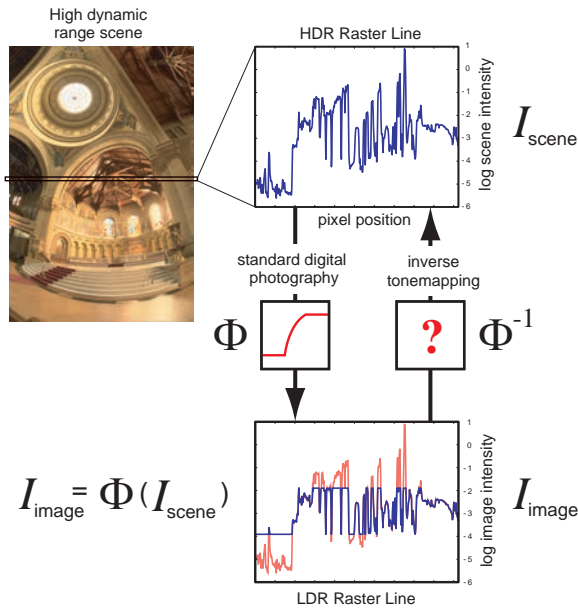 High dynamic
range scene
HDR Raster Line
1
0
- 1
- 2
- 3
- 4
- 5
- 6
log scene intensity
I scene
pixel position
standard digital
photography
inverse
tonemapping
Φ
?
Φ-1
1
0
- 1
- 2
- 3
- 4
- 5
- 6
log image intensity
I image = Φ(I scene)
I image
LDR Raster Line